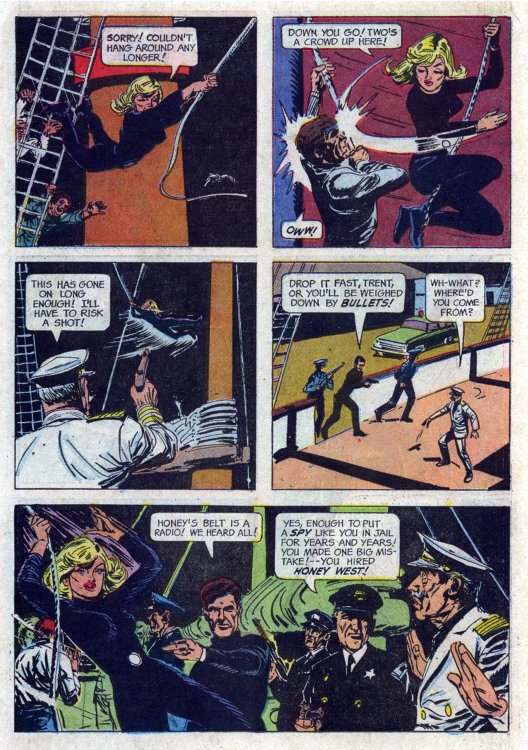 SORRY! COULDN'T
HANG AROUND ANY
LONGER!
DOWN YOU GO! TWO'S
A CROWD UP HERE!
OWW!
THIS HAS GONE
ON LONG
ENOUGH! I'LL
HAVE TO RISK
A SHOT!
DROP IT FAST, TRENT,
OR YOU'LL BE WEIGHED
DOWN BY BULLETS!
WH-WHAT?
WHERE'D
YOU COME
FROM?
HONEY'S BELT IS A
RADIO! WE HEARD ALL!
YES, ENOUGH TO PUT
A SPY LIKE YOU IN JAIL
FOR YEARS AND YEARS!
YOU MADE ONE BIG MIS-
TAKE!--YOU HIRED
HONEY WEST!